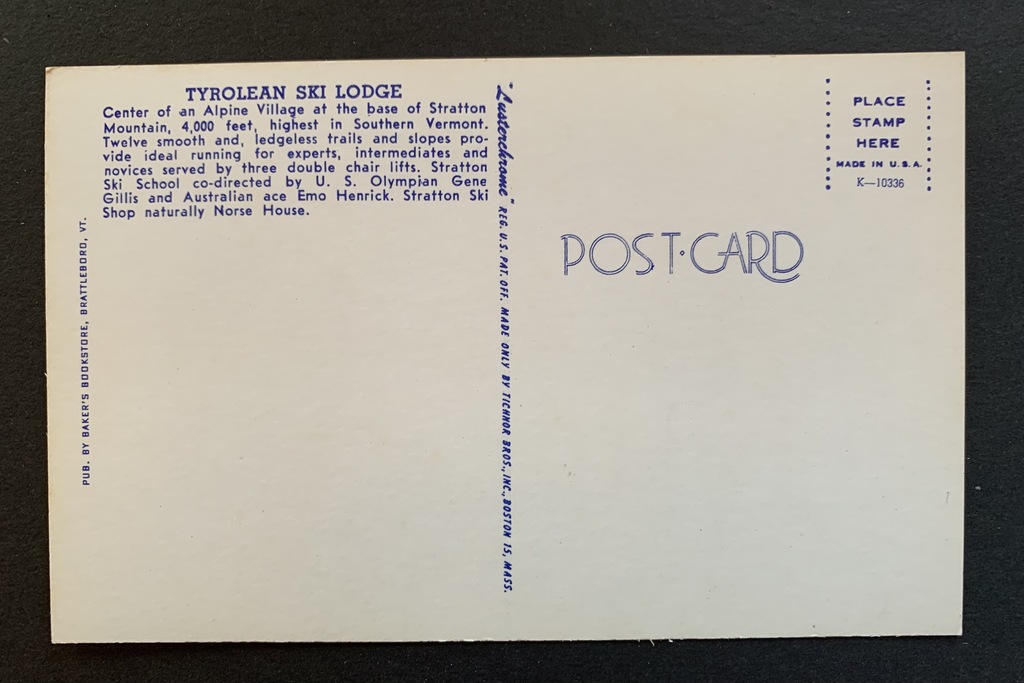 TYROLEAN SKI LODGE
Center of an Alpine Village at the base of Stratton
Mountain, 4,000 feet, highest in Southern Vermont.
Twelve smooth and, ledgeless trails and slopes pro-
vide ideal running for experts, intermediates and
novices served by three double chair lifts. Stratton
Ski School co-directed by U. S. Olympian Gene
Gillis and Australian ace Emo Henrick. Stratton Ski
Shop naturally Norse House.
PUB. BY BAKER'S BOOKSTORE, BRATTLEBORO, VT.
"Lusterchrome" REG. U.S. PAT. OFF. MADE ONLY BY TICHNOR BROS., INC., BOSTON 15, MASS.
POST·CARD
PLACE
STAMP
HERE
MADE IN U.S.A.
K—10336